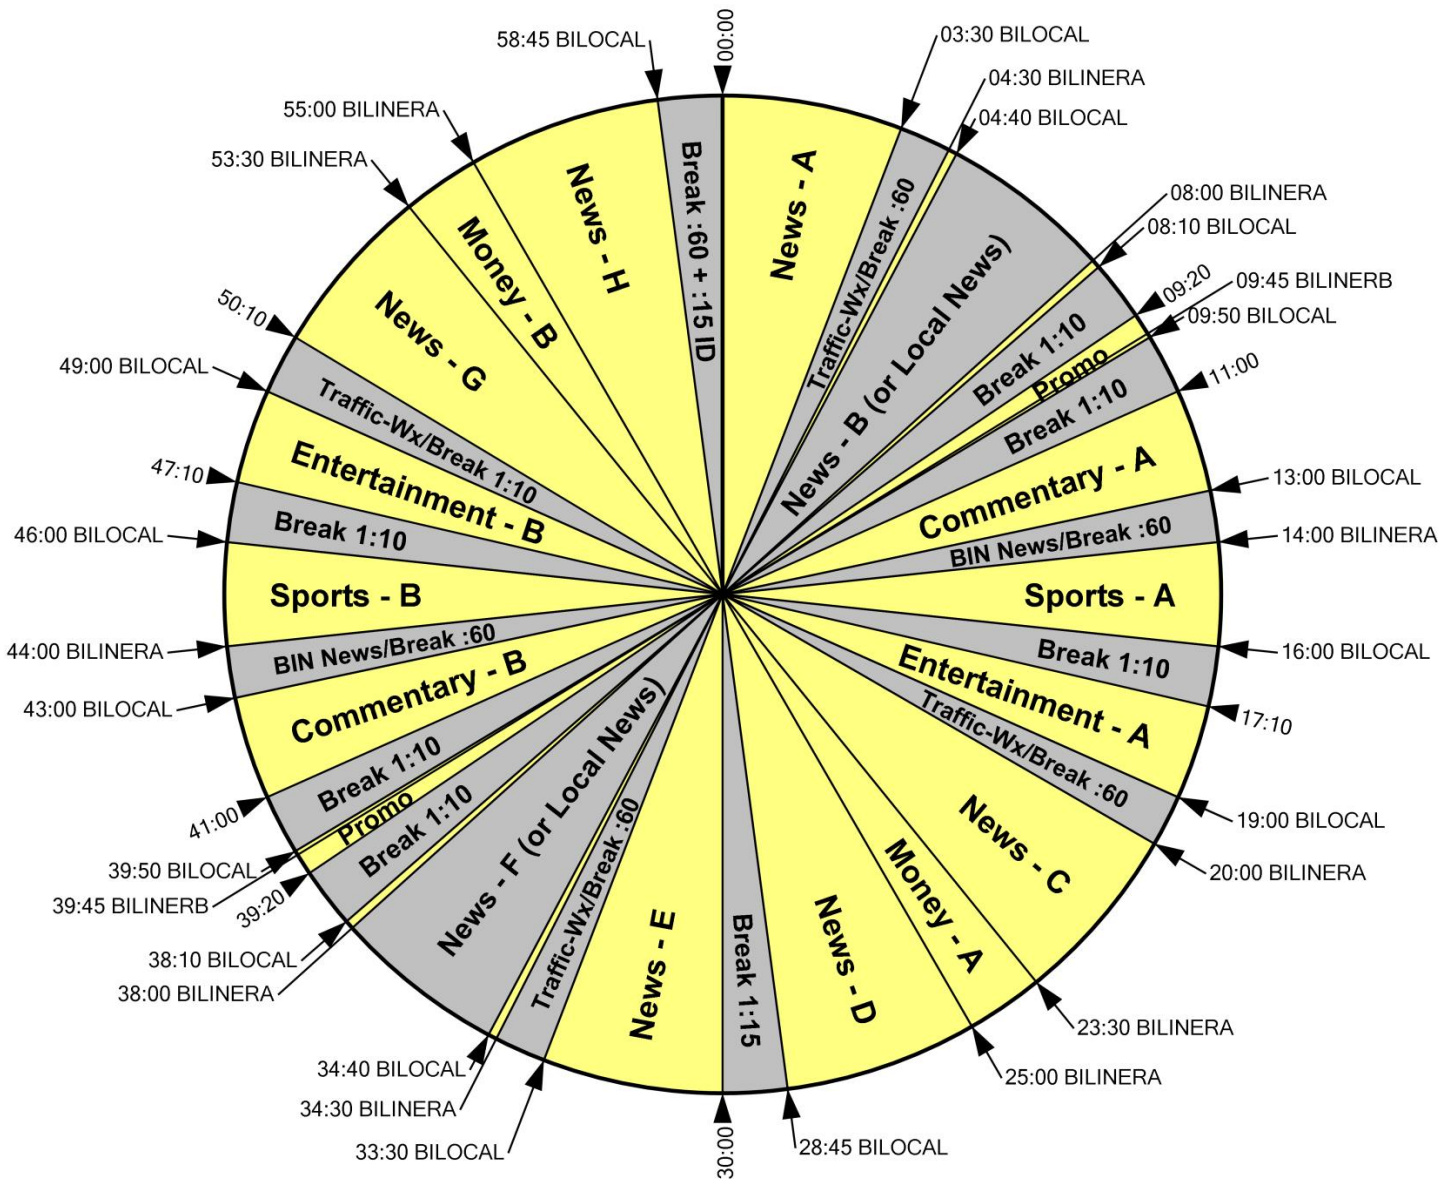 00:00
03:30 BILOCAL
04:30 BILINERA
04:40 BILOCAL
08:00 BILINERA
08:10 BILOCAL
09:20
09:45 BILINERB
09:50 BILOCAL
11:00
13:00 BILOCAL
14:00 BILINERA
16:00 BILOCAL
17:10
19:00 BILOCAL
20:00 BILINERA
23:30 BILINERA
25:00 BILINERA
28:45 BILOCAL
30:00
33:30 BILOCAL
34:30 BILINERA
34:40 BILOCAL
38:00 BILINERA
38:10 BILOCAL
39:20
39:45 BILINERB
39:50 BILOCAL
41:00
43:00 BILOCAL
44:00 BILINERA
46:00 BILOCAL
47:10
49:00 BILOCAL
50:10
53:30 BILINERA
55:00 BILINERA
58:45 BILOCAL
News - A
Traffic-Wx/Break :60
News - B (or Local News)
Break 1:10
Promo
Break 1:10
Commentary - A
BIN News/Break :60
Sports - A
Break 1:10
Entertainment - A
Traffic-Wx/Break :60
News - C
Money - A
News - D
Break 1:15
News - E
Traffic-Wx/Break :60
News - F (or Local News)
Break 1:10
Promo
Break 1:10
Commentary - B
BIN News/Break :60
Sports - B
Break 1:10
Entertainment - B
Traffic-Wx/Break 1:10
News - G
Money - B
News - H
Break :60 + :15 ID